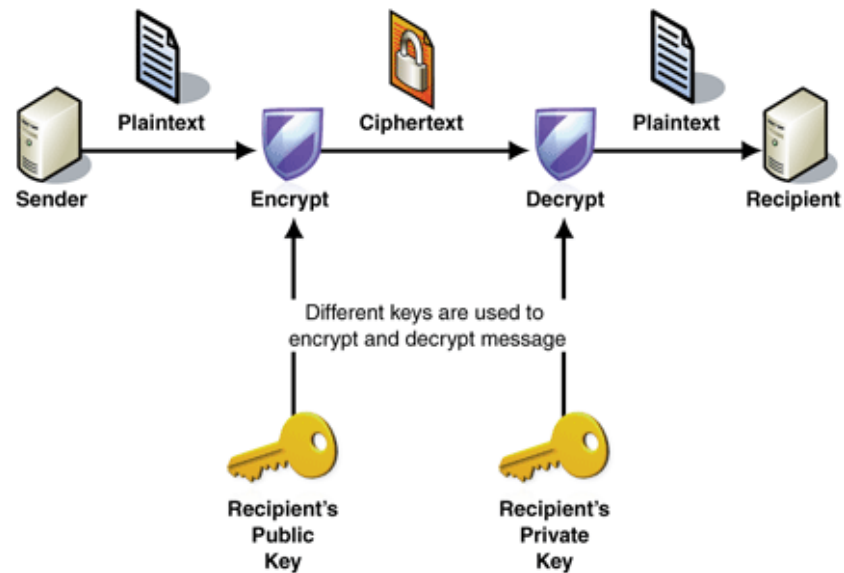 Plaintext
Ciphertext
Plaintext
Sender
Encrypt
Decrypt
Recipient
Different keys are used to
encrypt and decrypt message
Recipient's
Public
Key
Recipient's
Private
Key